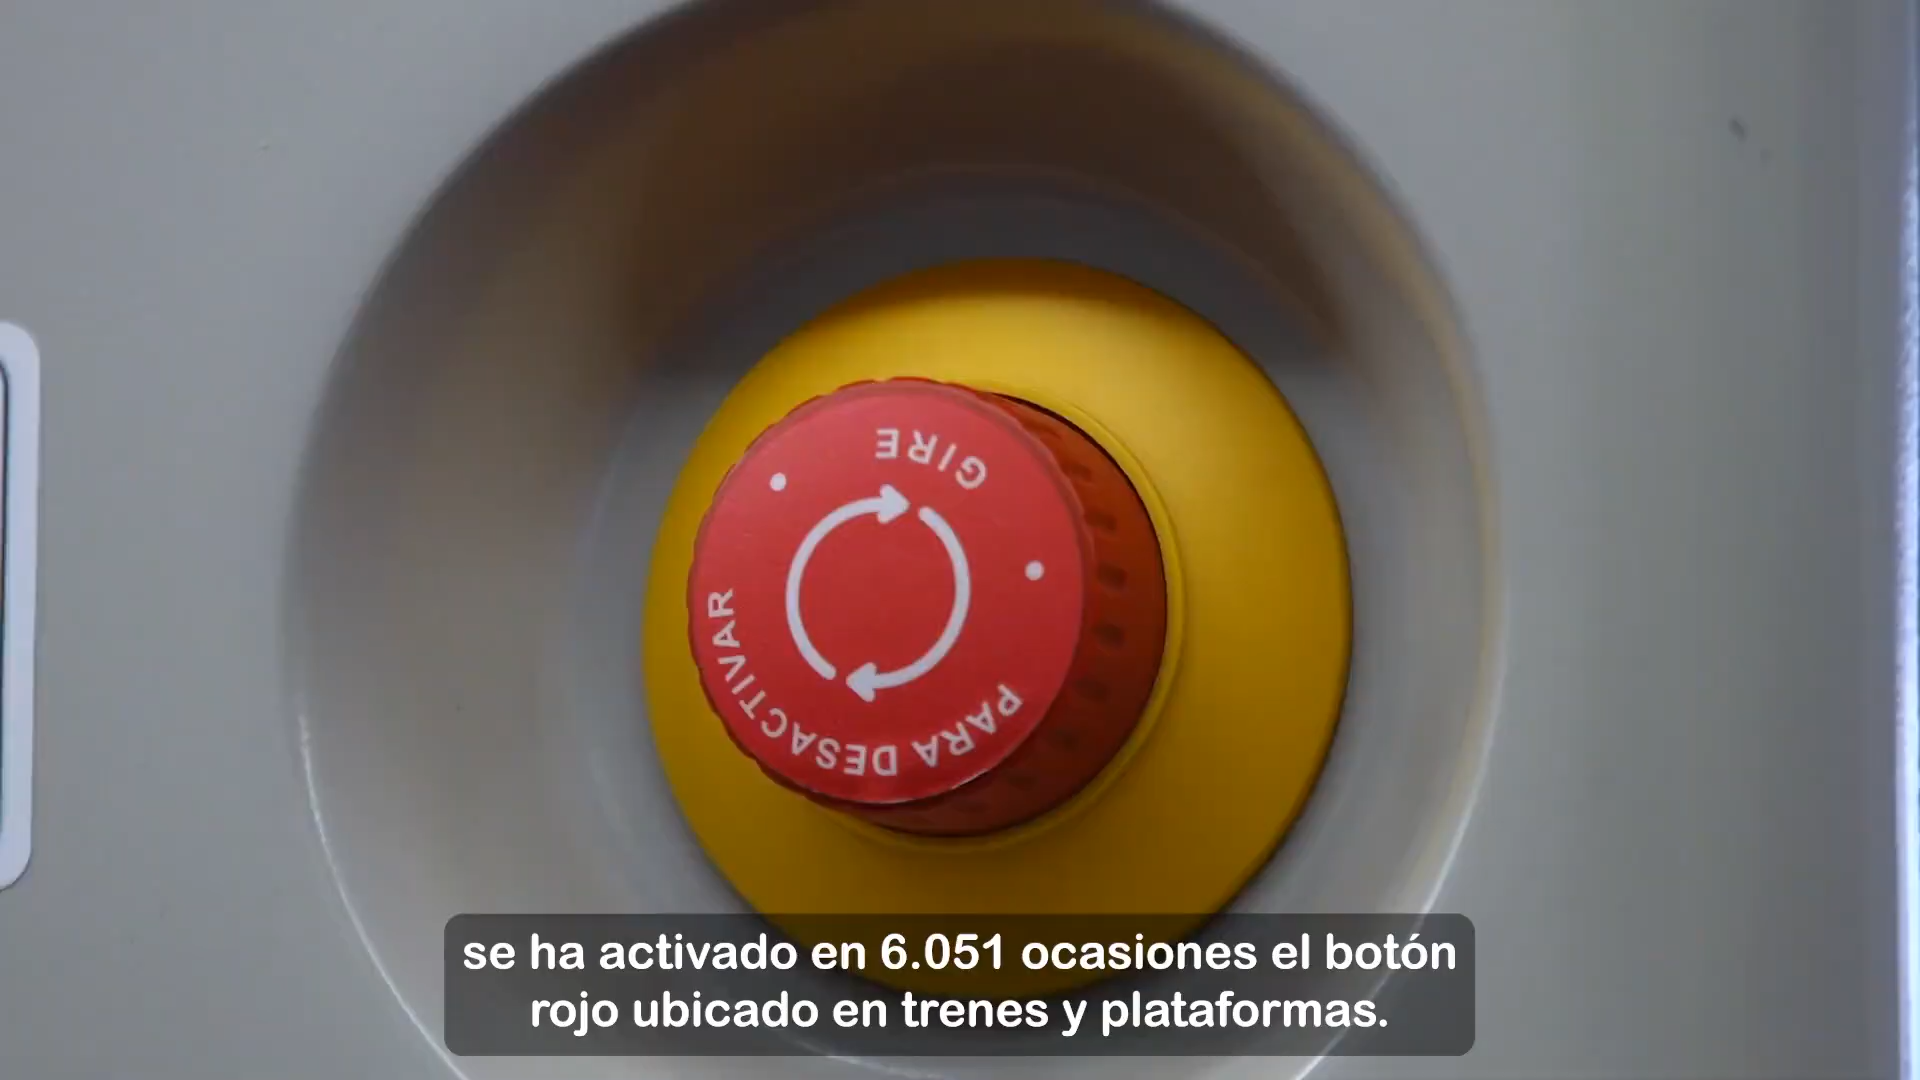 GIRE
PARA DESACTIVAR
se ha activado en 6.051 ocasiones el botón
rojo ubicado en trenes y plataformas.